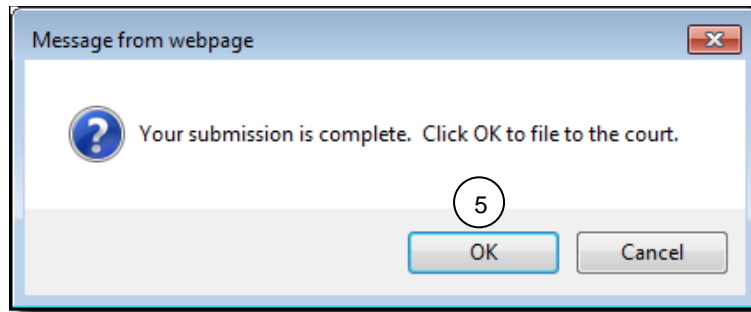 Message from webpage
Your submission is complete. Click OK to file to the court.
5
OK Cancel